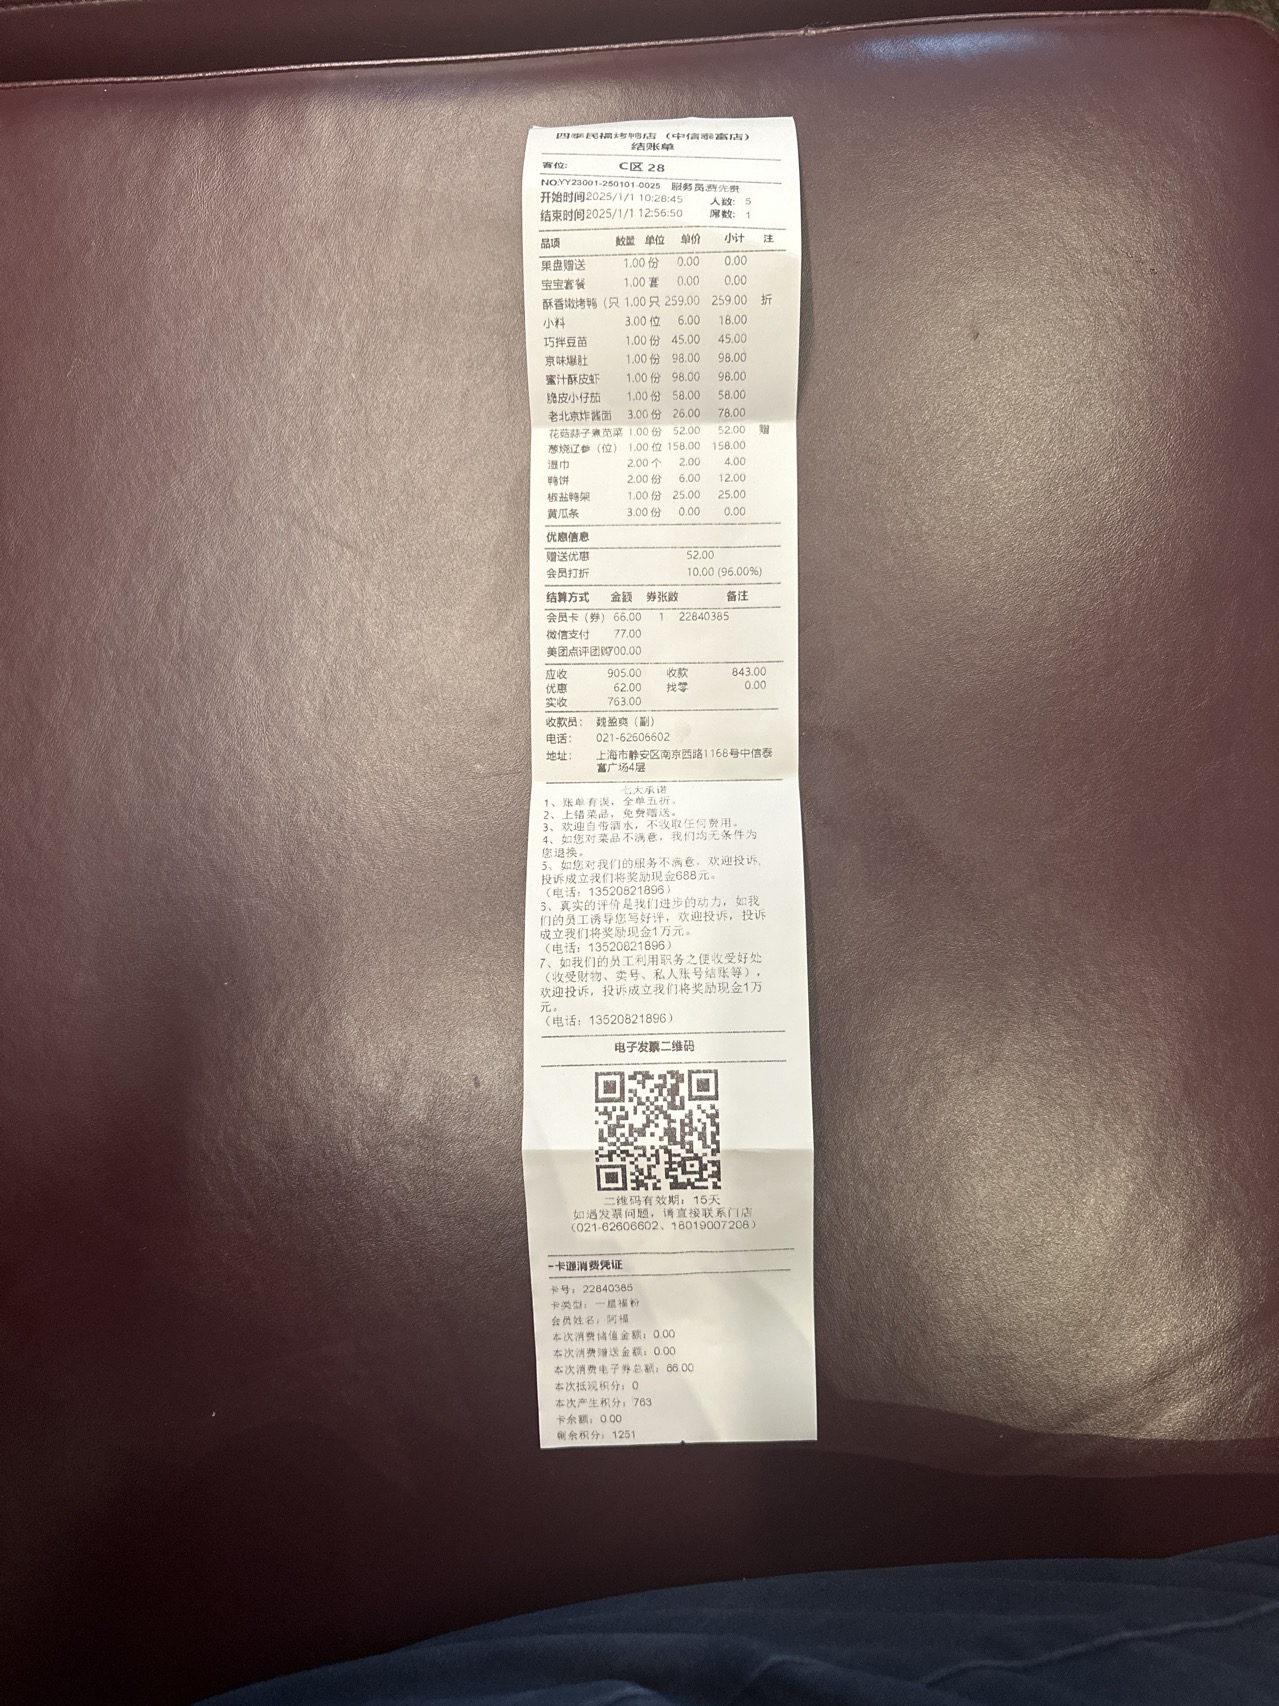 四季民福烤鸭店（中信泰富店）
结账单
客位: C区 28
NO:YY23001-250101-0025 服务员:贾先贵
开始时间2025/1/1 10:28:45 人数: 5
结束时间2025/1/1 12:56:50 席数: 1
品项 数量 单位 单价 小计 注
果盘赠送 1.00 份 0.00 0.00
宝宝套餐 1.00 套 0.00 0.00
酥香嫩烤鸭（只 1.00 只 259.00 259.00 折
小料 3.00 位 6.00 18.00
巧拌豆苗 1.00 份 45.00 45.00
京味爆肚 1.00 份 98.00 98.00
蜜汁酥皮虾 1.00 份 98.00 98.00
脆皮小仔茄 1.00 份 58.00 58.00
老北京炸酱面 3.00 份 26.00 78.00
花菇蒜子煮苋菜 1.00 份 52.00 52.00 赠
葱烧辽参（位） 1.00 位 158.00 158.00
湿巾 2.00 个 2.00 4.00
鸭饼 2.00 份 6.00 12.00
椒盐鸭架 1.00 份 25.00 25.00
黄瓜条 3.00 份 0.00 0.00
优惠信息
赠送优惠 52.00
会员打折 10.00 (96.00%)
结算方式 金额 券张数 备注
会员卡（券） 66.00 1 22840385
微信支付 77.00
美团点评团购700.00
应收 905.00 收款 843.00
优惠 62.00 找零 0.00
实收 763.00
收款员: 魏盈爽（副）
电话: 021-62606602
地址: 上海市静安区南京西路1168号中信泰
富广场4层
七大承诺
1、账单有误，全单五折。
2、上错菜品，免费赠送。
3、欢迎自带酒水，不收取任何费用。
4、如您对菜品不满意，我们均无条件为
您退换。
5、如您对我们的服务不满意，欢迎投诉，
投诉成立我们将奖励现金688元。
（电话：13520821896）
6、真实的评价是我们进步的动力，如我
们的员工诱导您写好评，欢迎投诉，投诉
成立我们将奖励现金1万元。
（电话：13520821896）
7、如我们的员工利用职务之便收受好处
（收受财物、卖号、私人账号结账等），
欢迎投诉，投诉成立我们将奖励现金1万
元。
（电话：13520821896）
电子发票二维码
二维码有效期：15天
如遇发票问题，请直接联系门店
（021-62606602、18019007208）
一卡通消费凭证
卡号：22840385
卡类型：一星福粉
会员姓名：阿福
本次消费储值金额：0.00
本次消费赠送金额：0.00
本次消费电子券总额：66.00
本次抵现积分：0
本次产生积分：763
卡余额：0.00
剩余积分：1251